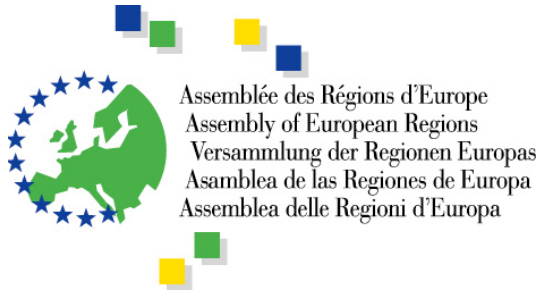 Assemblée des Régions d'Europe
Assembly of European Regions
Versammlung der Regionen Europas
Asamblea de las Regiones de Europa
Assemblea delle Regioni d'Europa